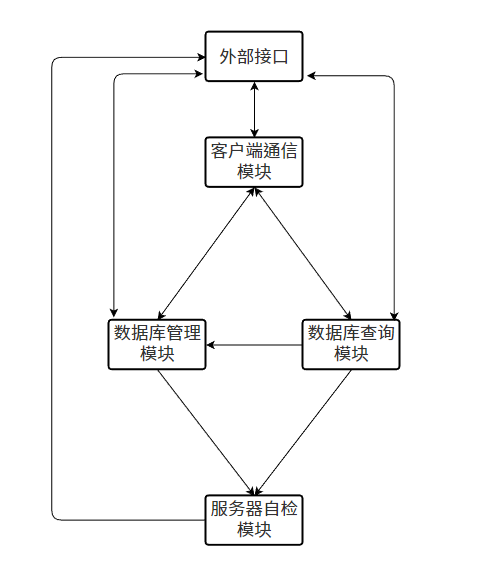 外部接口
客户端通信
模块
数据库管理
模块
数据库查询
模块
服务器自检
模块